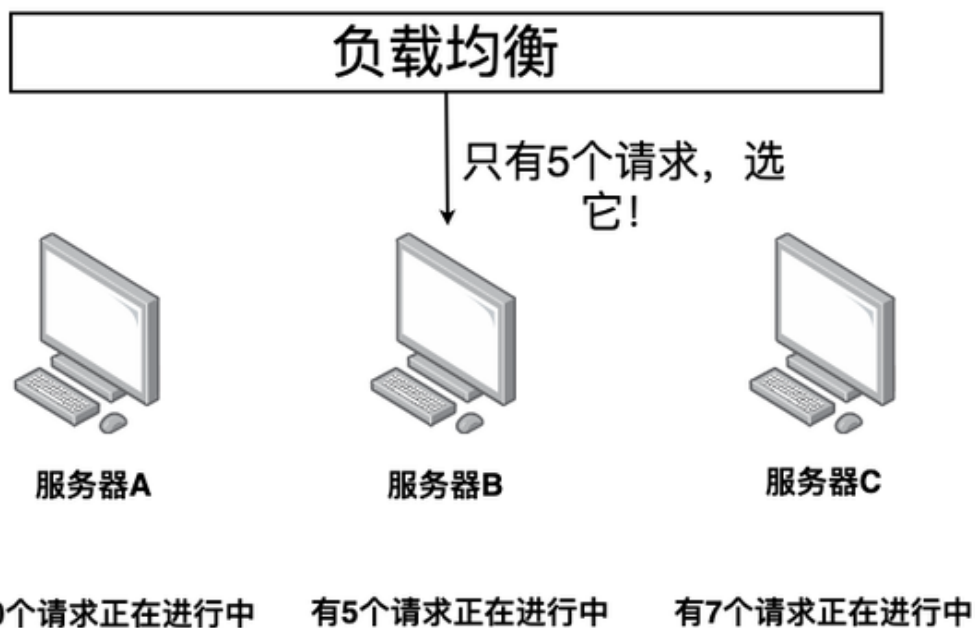 负载均衡
只有5个请求，选
它！
服务器A
服务器B
服务器C
0个请求正在进行中
有5个请求正在进行中
有7个请求正在进行中